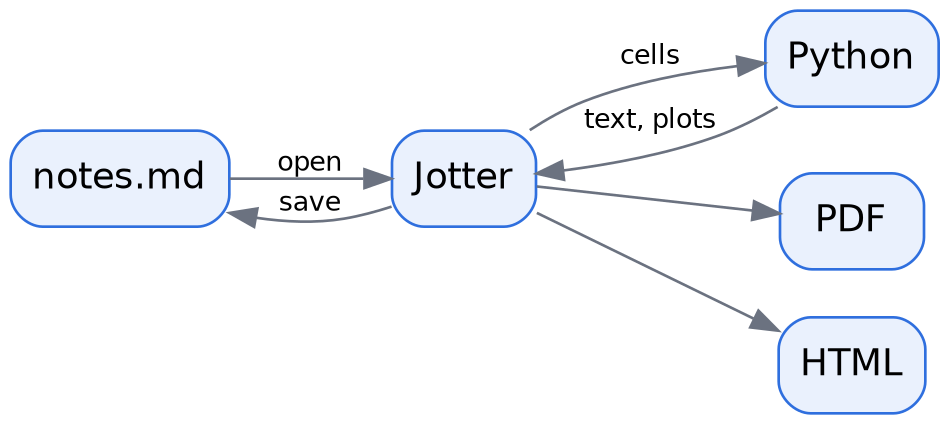 notes.md
open
save
Jotter
cells
text, plots
Python
PDF
HTML